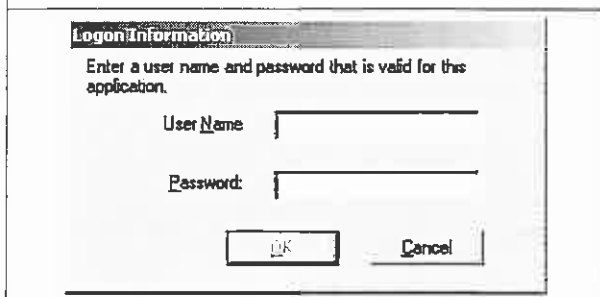 Logon Information
Enter a user name and password that is valid for this
application.
User Name
Password:
OK
Cancel